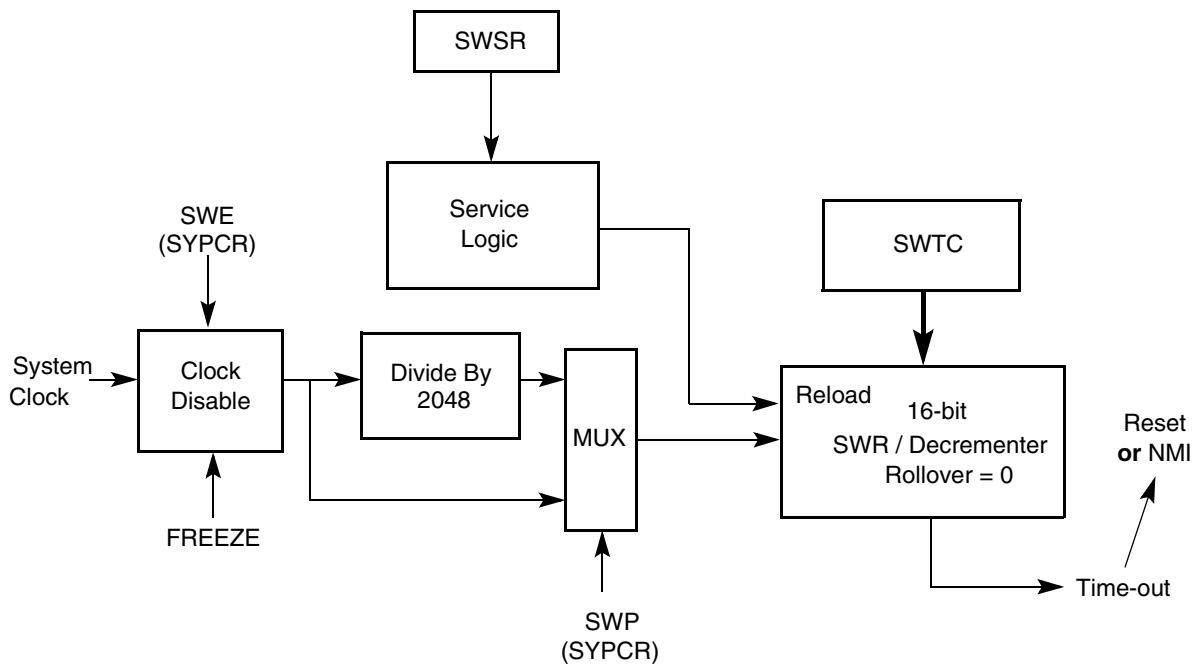 SWSR
Service
Logic
SWTC
SWE
(SYPCR)
System
Clock
Clock
Disable
Divide By
2048
MUX
Reload
16-bit
SWR / Decrementer
Rollover = 0
Reset
or NMI
FREEZE
Time-out
SWP
(SYPCR)